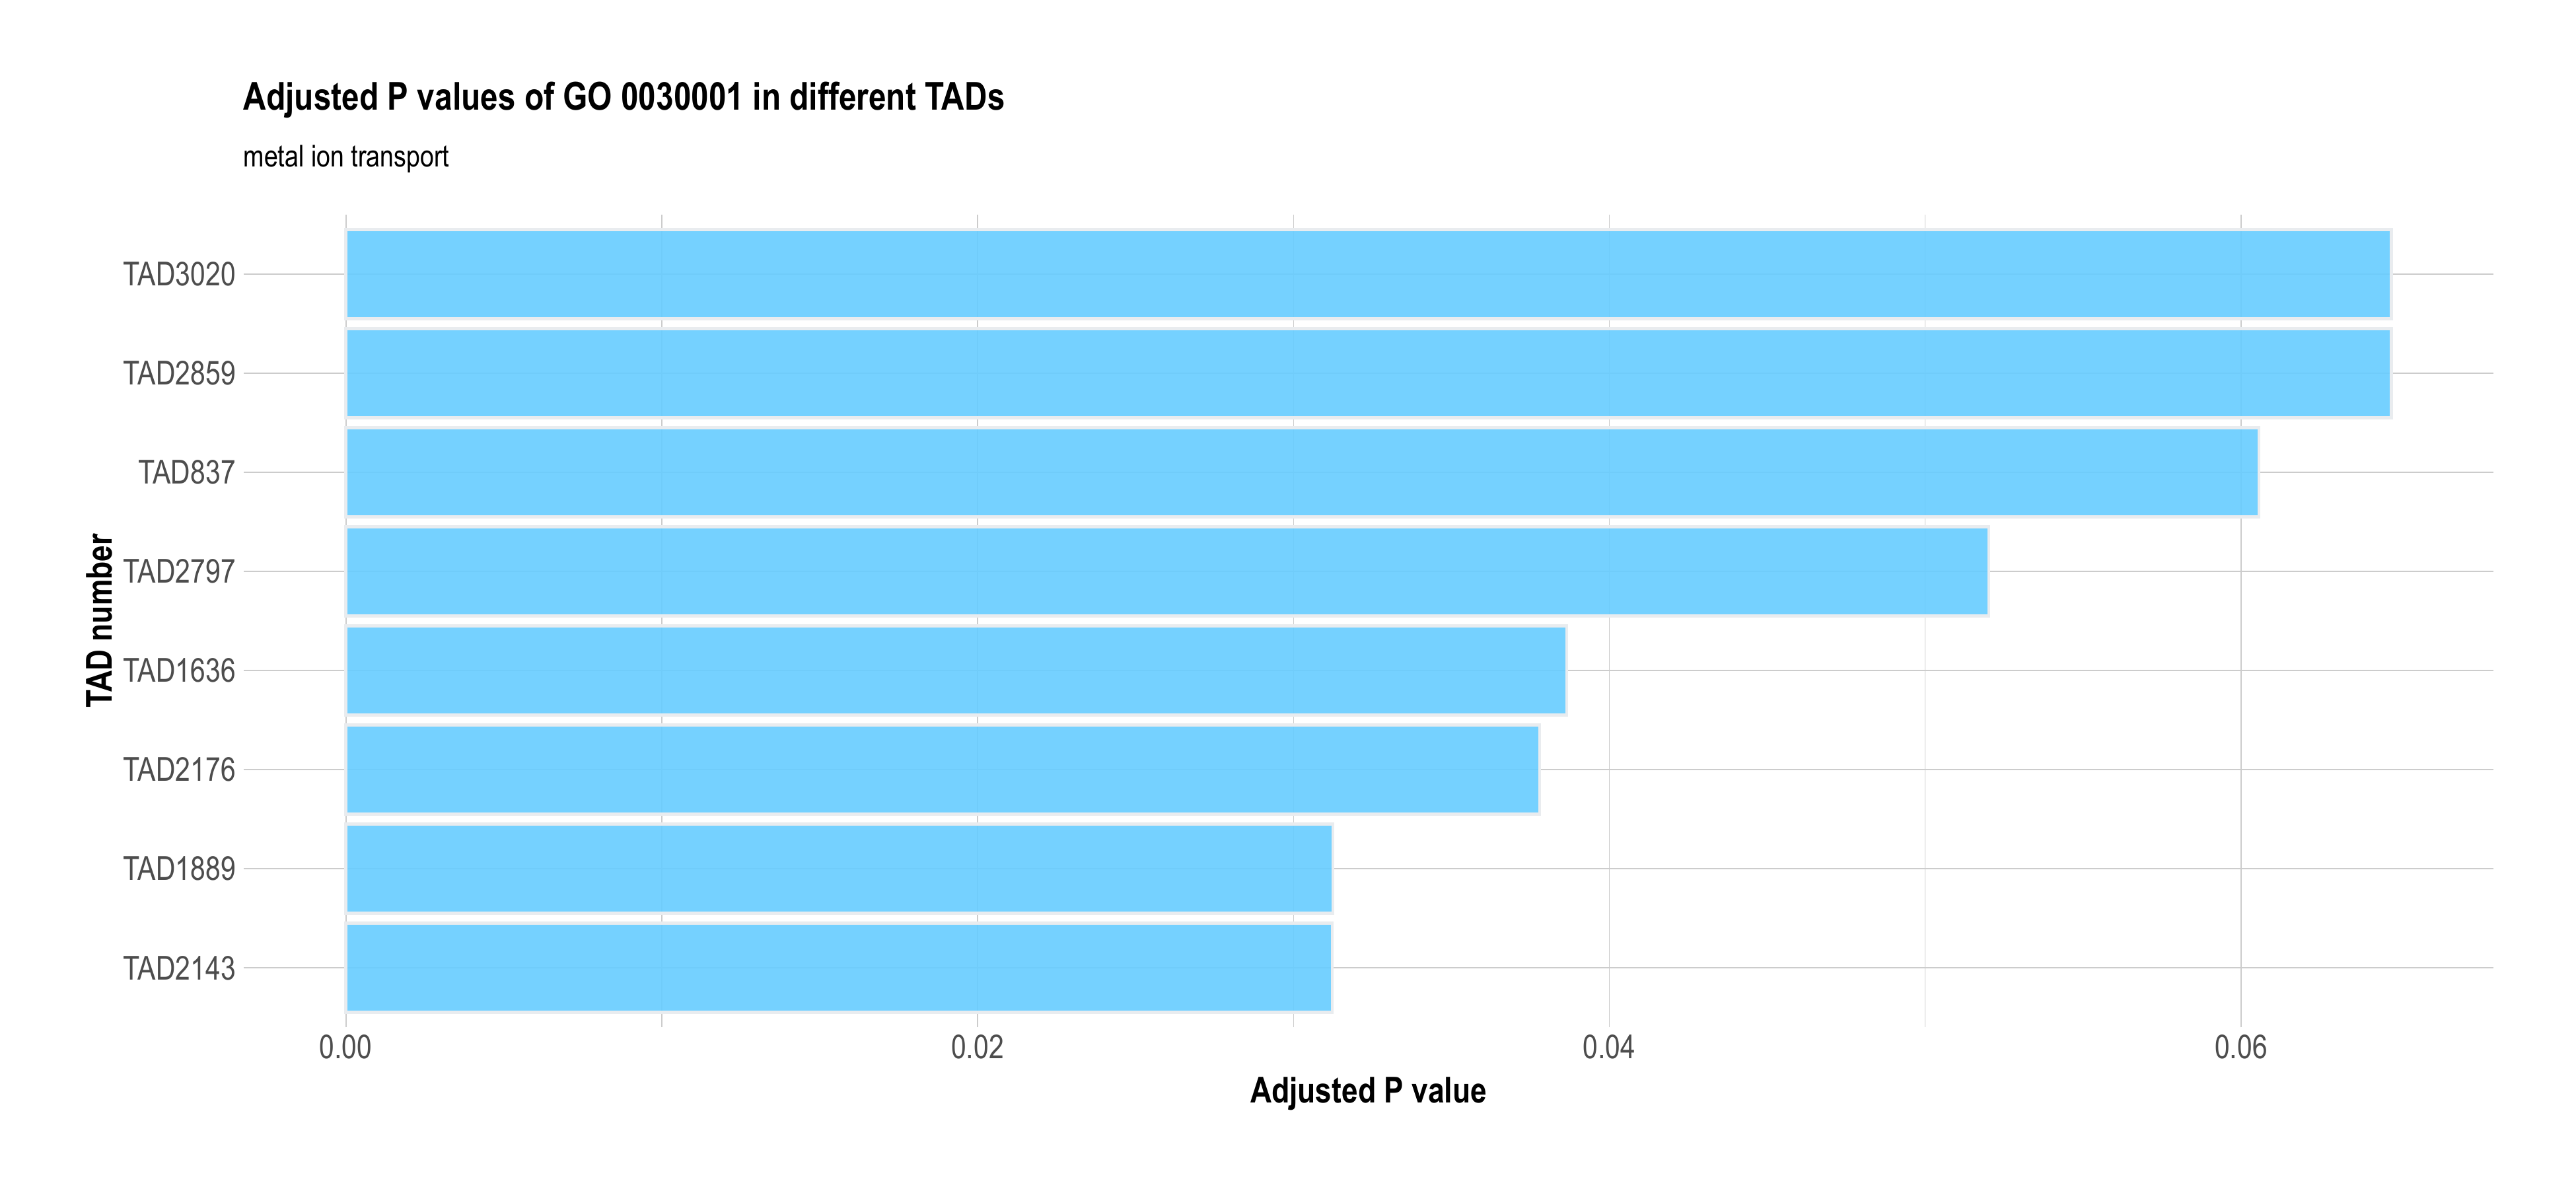 Adjusted P values of GO 0030001 in different TADs
metal ion transport
TAD number
TAD3020
TAD2859
TAD837
TAD2797
TAD1636
TAD2176
TAD1889
TAD2143
0.00 0.02 0.04 0.06
Adjusted P value